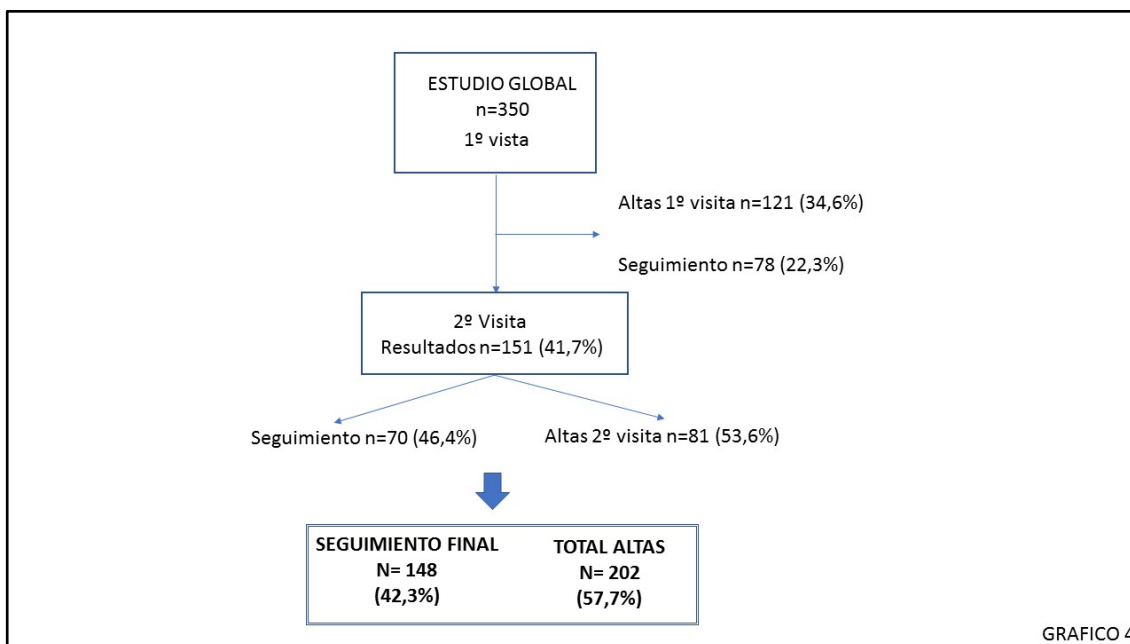 ESTUDIO GLOBAL
n=350
1º vista
Altas 1º visita n=121 (34,6%)
Seguimiento n=78 (22,3%)
2º Visita
Resultados n=151 (41,7%)
Seguimiento n=70 (46,4%)
Altas 2º visita n=81 (53,6%)
SEGUIMIENTO FINAL
N= 148
(42,3%)
TOTAL ALTAS
N= 202
(57,7%)
GRAFICO 4